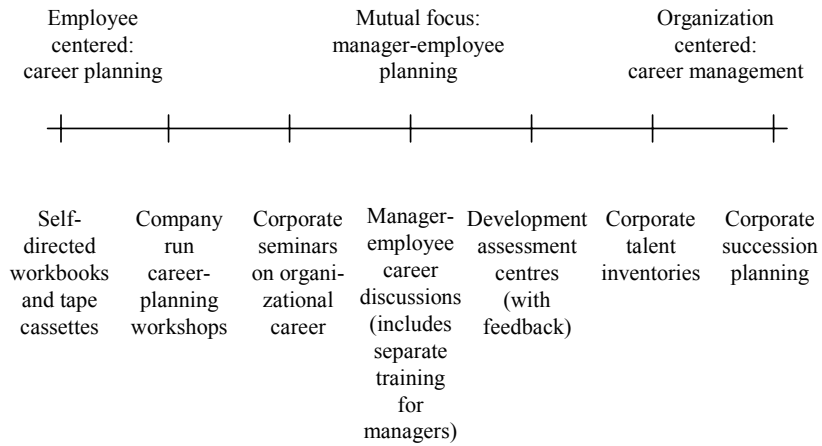 Employee
centered:
career planning
Mutual focus:
manager-employee
planning
Organization
centered:
career management
Self-
directed
workbooks
and tape
cassettes
Company
run
career-
planning
workshops
Corporate
seminars
on organi-
zational
career
Manager-
employee
career
discussions
(includes
separate
training
for
managers)
Development
assessment
centres
(with
feedback)
Corporate
talent
inventories
Corporate
succession
planning